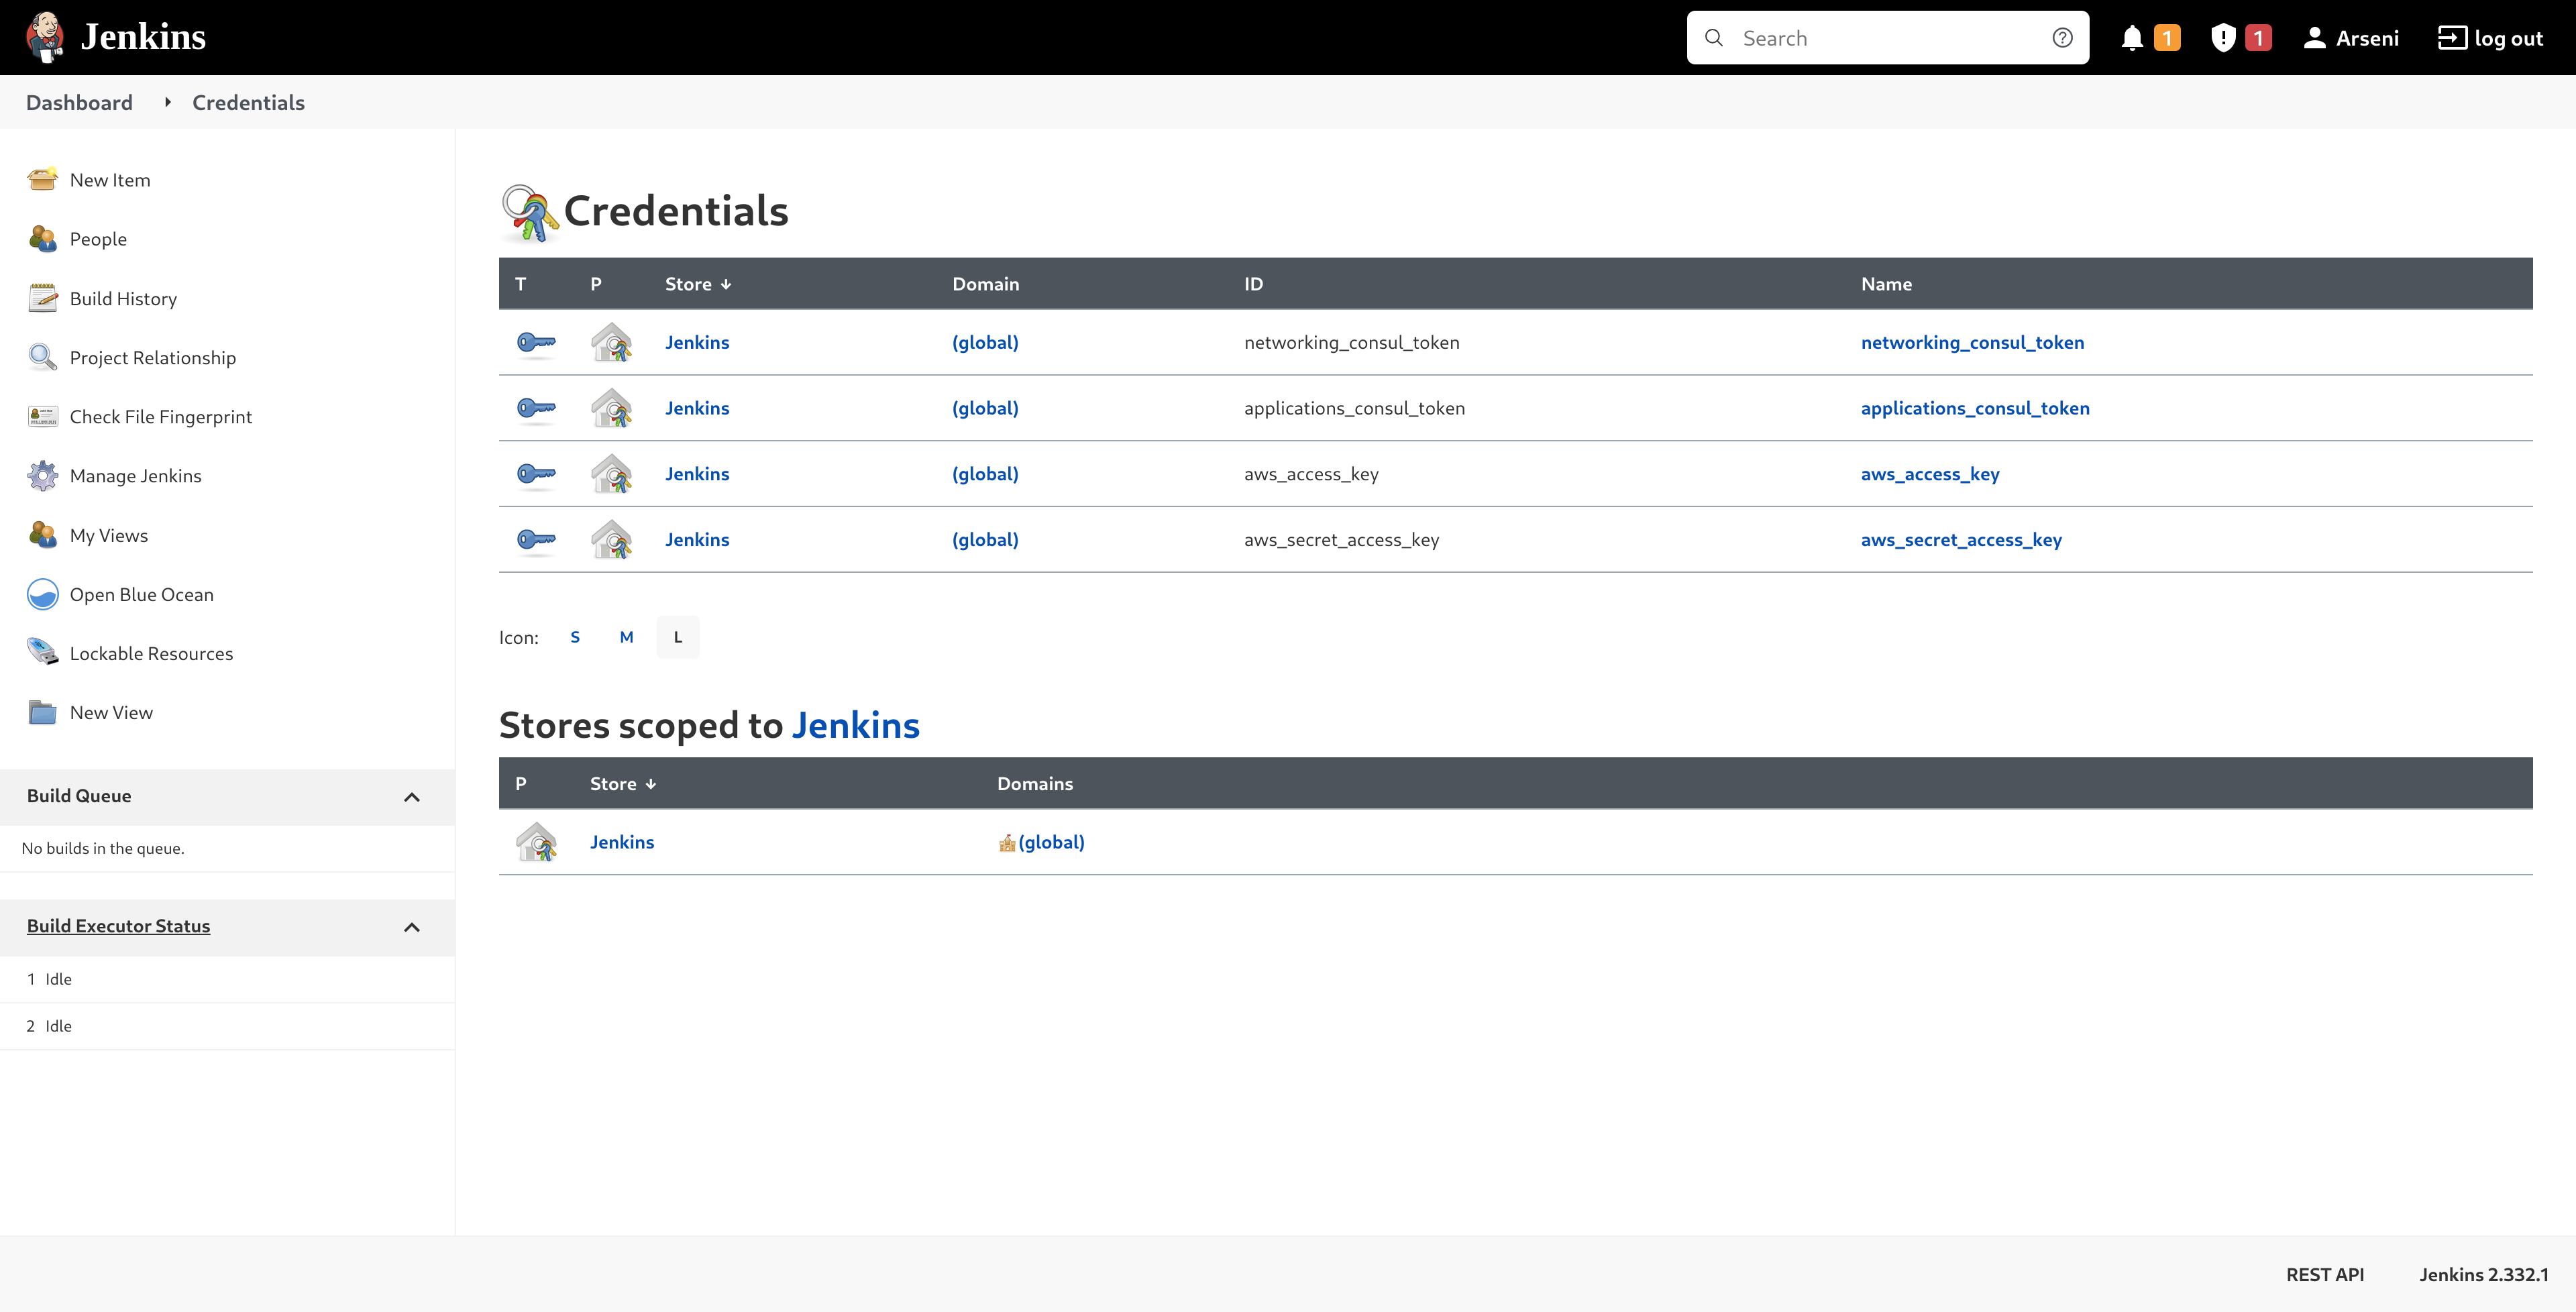 Jenkins
Search
1
1
Arseni
log out
Dashboard
Credentials
New Item
People
Build History
Project Relationship
Check File Fingerprint
Manage Jenkins
My Views
Open Blue Ocean
Lockable Resources
New View
Build Queue
No builds in the queue.
Build Executor Status
1 Idle
2 Idle
Credentials
T P Store ↓ Domain ID Name
Jenkins (global) networking_consul_token networking_consul_token
Jenkins (global) applications_consul_token applications_consul_token
Jenkins (global) aws_access_key aws_access_key
Jenkins (global) aws_secret_access_key aws_secret_access_key
Icon: S M L
Stores scoped to Jenkins
P Store ↓ Domains
Jenkins (global)
REST API Jenkins 2.332.1